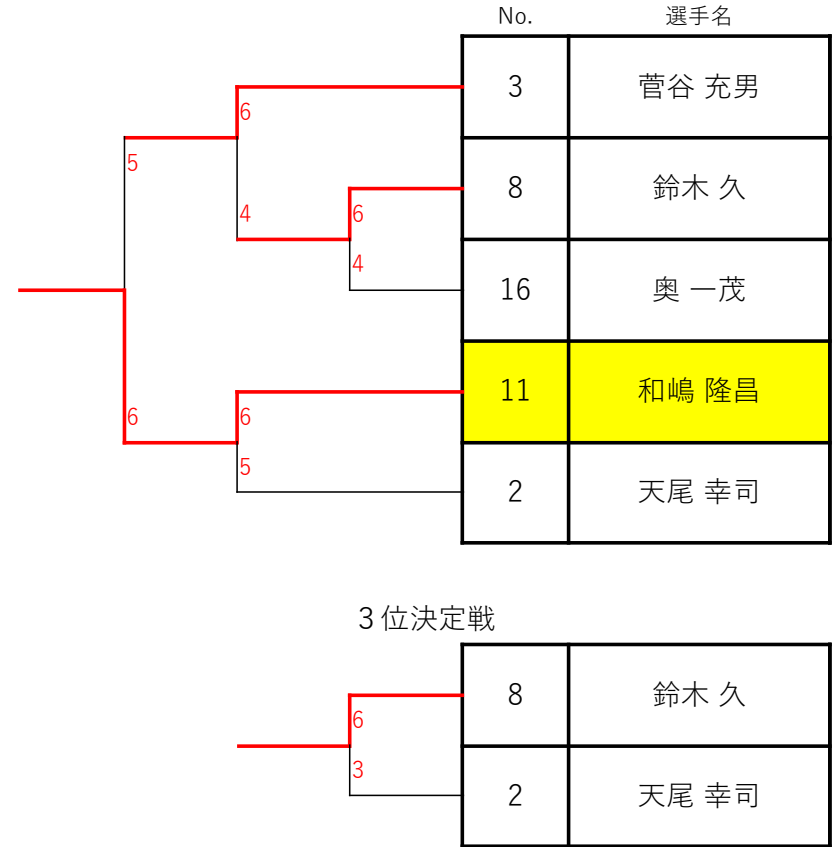 No. 選手名
3 菅谷 充男
6
5
8 鈴木 久
4 6
4
16 奥 一茂
11 和嶋 隆昌
6 6
5
2 天尾 幸司
3位決定戦
8 鈴木 久
6
3
2 天尾 幸司